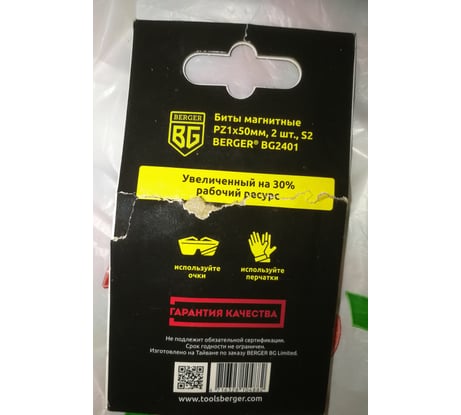 BERGER
BG
Биты магнитные
PZ1x50мм, 2 шт., S2
BERGER® BG2401
Увеличенный на 30%
рабочий ресурс
используйте
очки
используйте
перчатки
ГАРАНТИЯ КАЧЕСТВА
Не подлежит обязательной сертификации.
Срок годности не ограничен.
Изготовлено на Тайване по заказу BERGER BG Limited.
www.toolsberger.com